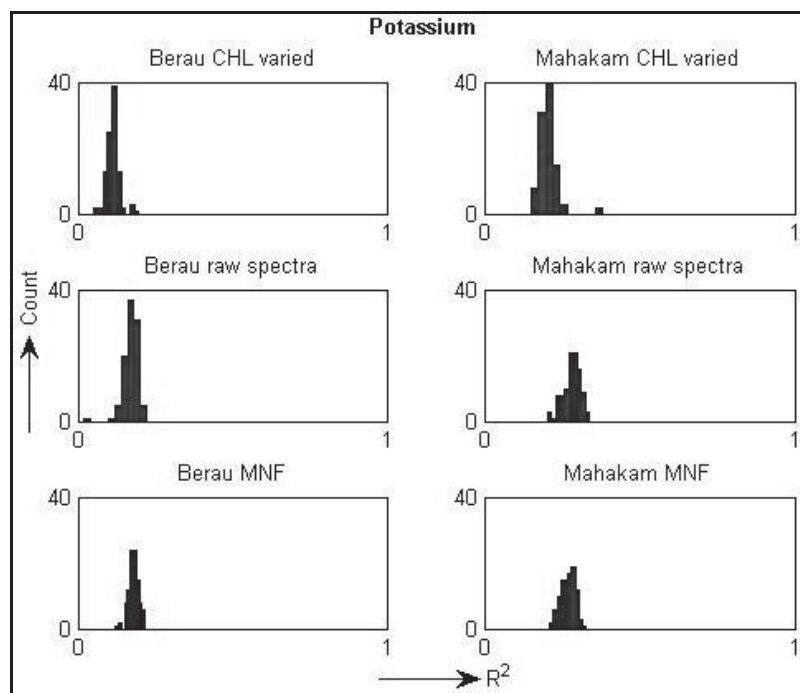 Potassium
Berau CHL varied
Mahakam CHL varied
40
40
0
0
0
1
0
1
Berau raw spectra
Mahakam raw spectra
40
40
Count
0
0
0
1
0
1
Berau MNF
Mahakam MNF
40
40
0
0
0
1
0
1
R²